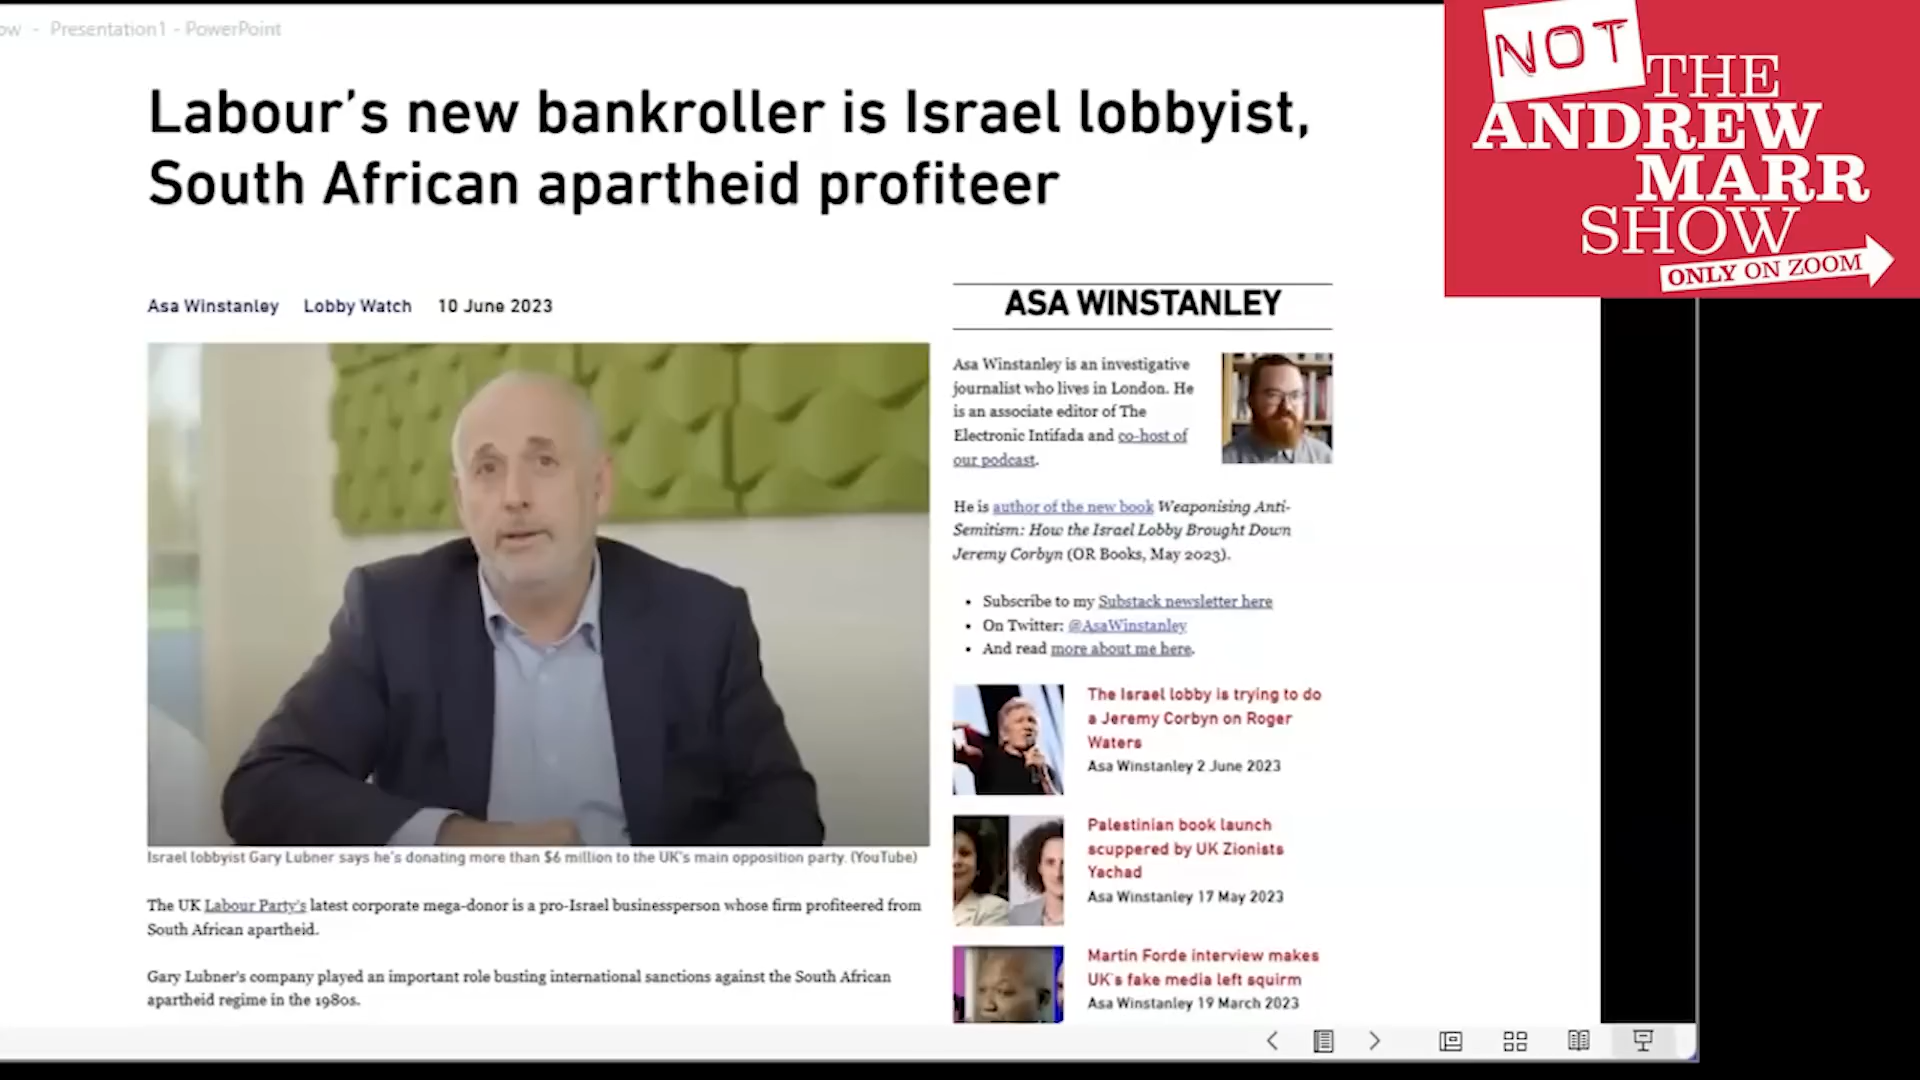 ow - Presentation1 - PowerPoint
NOT
THE
ANDREW
MARR
SHOW
ONLY ON ZOOM
Labour's new bankroller is Israel lobbyist,
South African apartheid profiteer
Asa Winstanley Lobby Watch 10 June 2023
Israel lobbyist Gary Lubner says he's donating more than $6 million to the UK's main opposition party. (YouTube)
The UK Labour Party's latest corporate mega-donor is a pro-Israel businessperson whose firm profiteered from
South African apartheid.
Gary Lubner's company played an important role busting international sanctions against the South African
apartheid regime in the 1980s.
ASA WINSTANLEY
Asa Winstanley is an investigative
journalist who lives in London. He
is an associate editor of The
Electronic Intifada and co-host of
our podcast.
He is author of the new book Weaponising Anti-
Semitism: How the Israel Lobby Brought Down
Jeremy Corbyn (OR Books, May 2023).
• Subscribe to my Substack newsletter here
• On Twitter: @AsaWinstanley
• And read more about me here.
The Israel lobby is trying to do
a Jeremy Corbyn on Roger
Waters
Asa Winstanley 2 June 2023
Palestinian book launch
scuppered by UK Zionists
Yachad
Asa Winstanley 17 May 2023
Martin Forde interview makes
UK's fake media left squirm
Asa Winstanley 19 March 2023